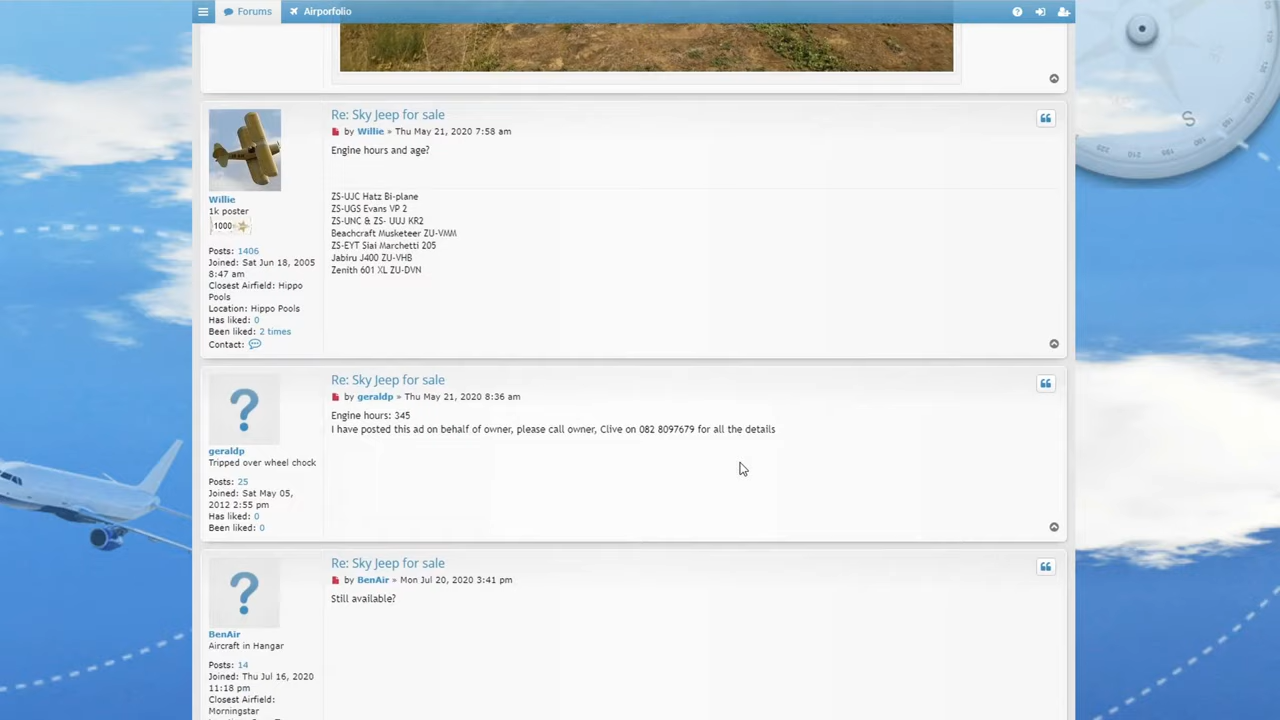 Forums
Airporfolio
Re: Sky Jeep for sale
by Willie » Thu May 21, 2020 7:58 am
Engine hours and age?
ZS-UJC Hatz Bi-plane
ZS-UGS Evans VP 2
ZS-UNC & ZS- UUJ KR2
Beachcraft Musketeer ZU-VMM
ZS-EYT Siai Marchetti 205
Jabiru J400 ZU-VHB
Zenith 601 XL ZU-DVN
Willie
1k poster
1000
Posts: 1406
Joined: Sat Jun 18, 2005
8:47 am
Closest Airfield: Hippo
Pools
Location: Hippo Pools
Has liked: 0
Been liked: 2 times
Contact:
Re: Sky Jeep for sale
by geraldp » Thu May 21, 2020 8:36 am
Engine hours: 345
I have posted this ad on behalf of owner, please call owner, Clive on 082 8097679 for all the details
geraldp
Tripped over wheel chock
Posts: 25
Joined: Sat May 05,
2012 2:55 pm
Has liked: 0
Been liked: 0
Re: Sky Jeep for sale
by BenAir » Mon Jul 20, 2020 3:41 pm
Still available?
BenAir
Aircraft in Hangar
Posts: 14
Joined: Thu Jul 16, 2020
11:18 pm
Closest Airfield:
Morningstar
S